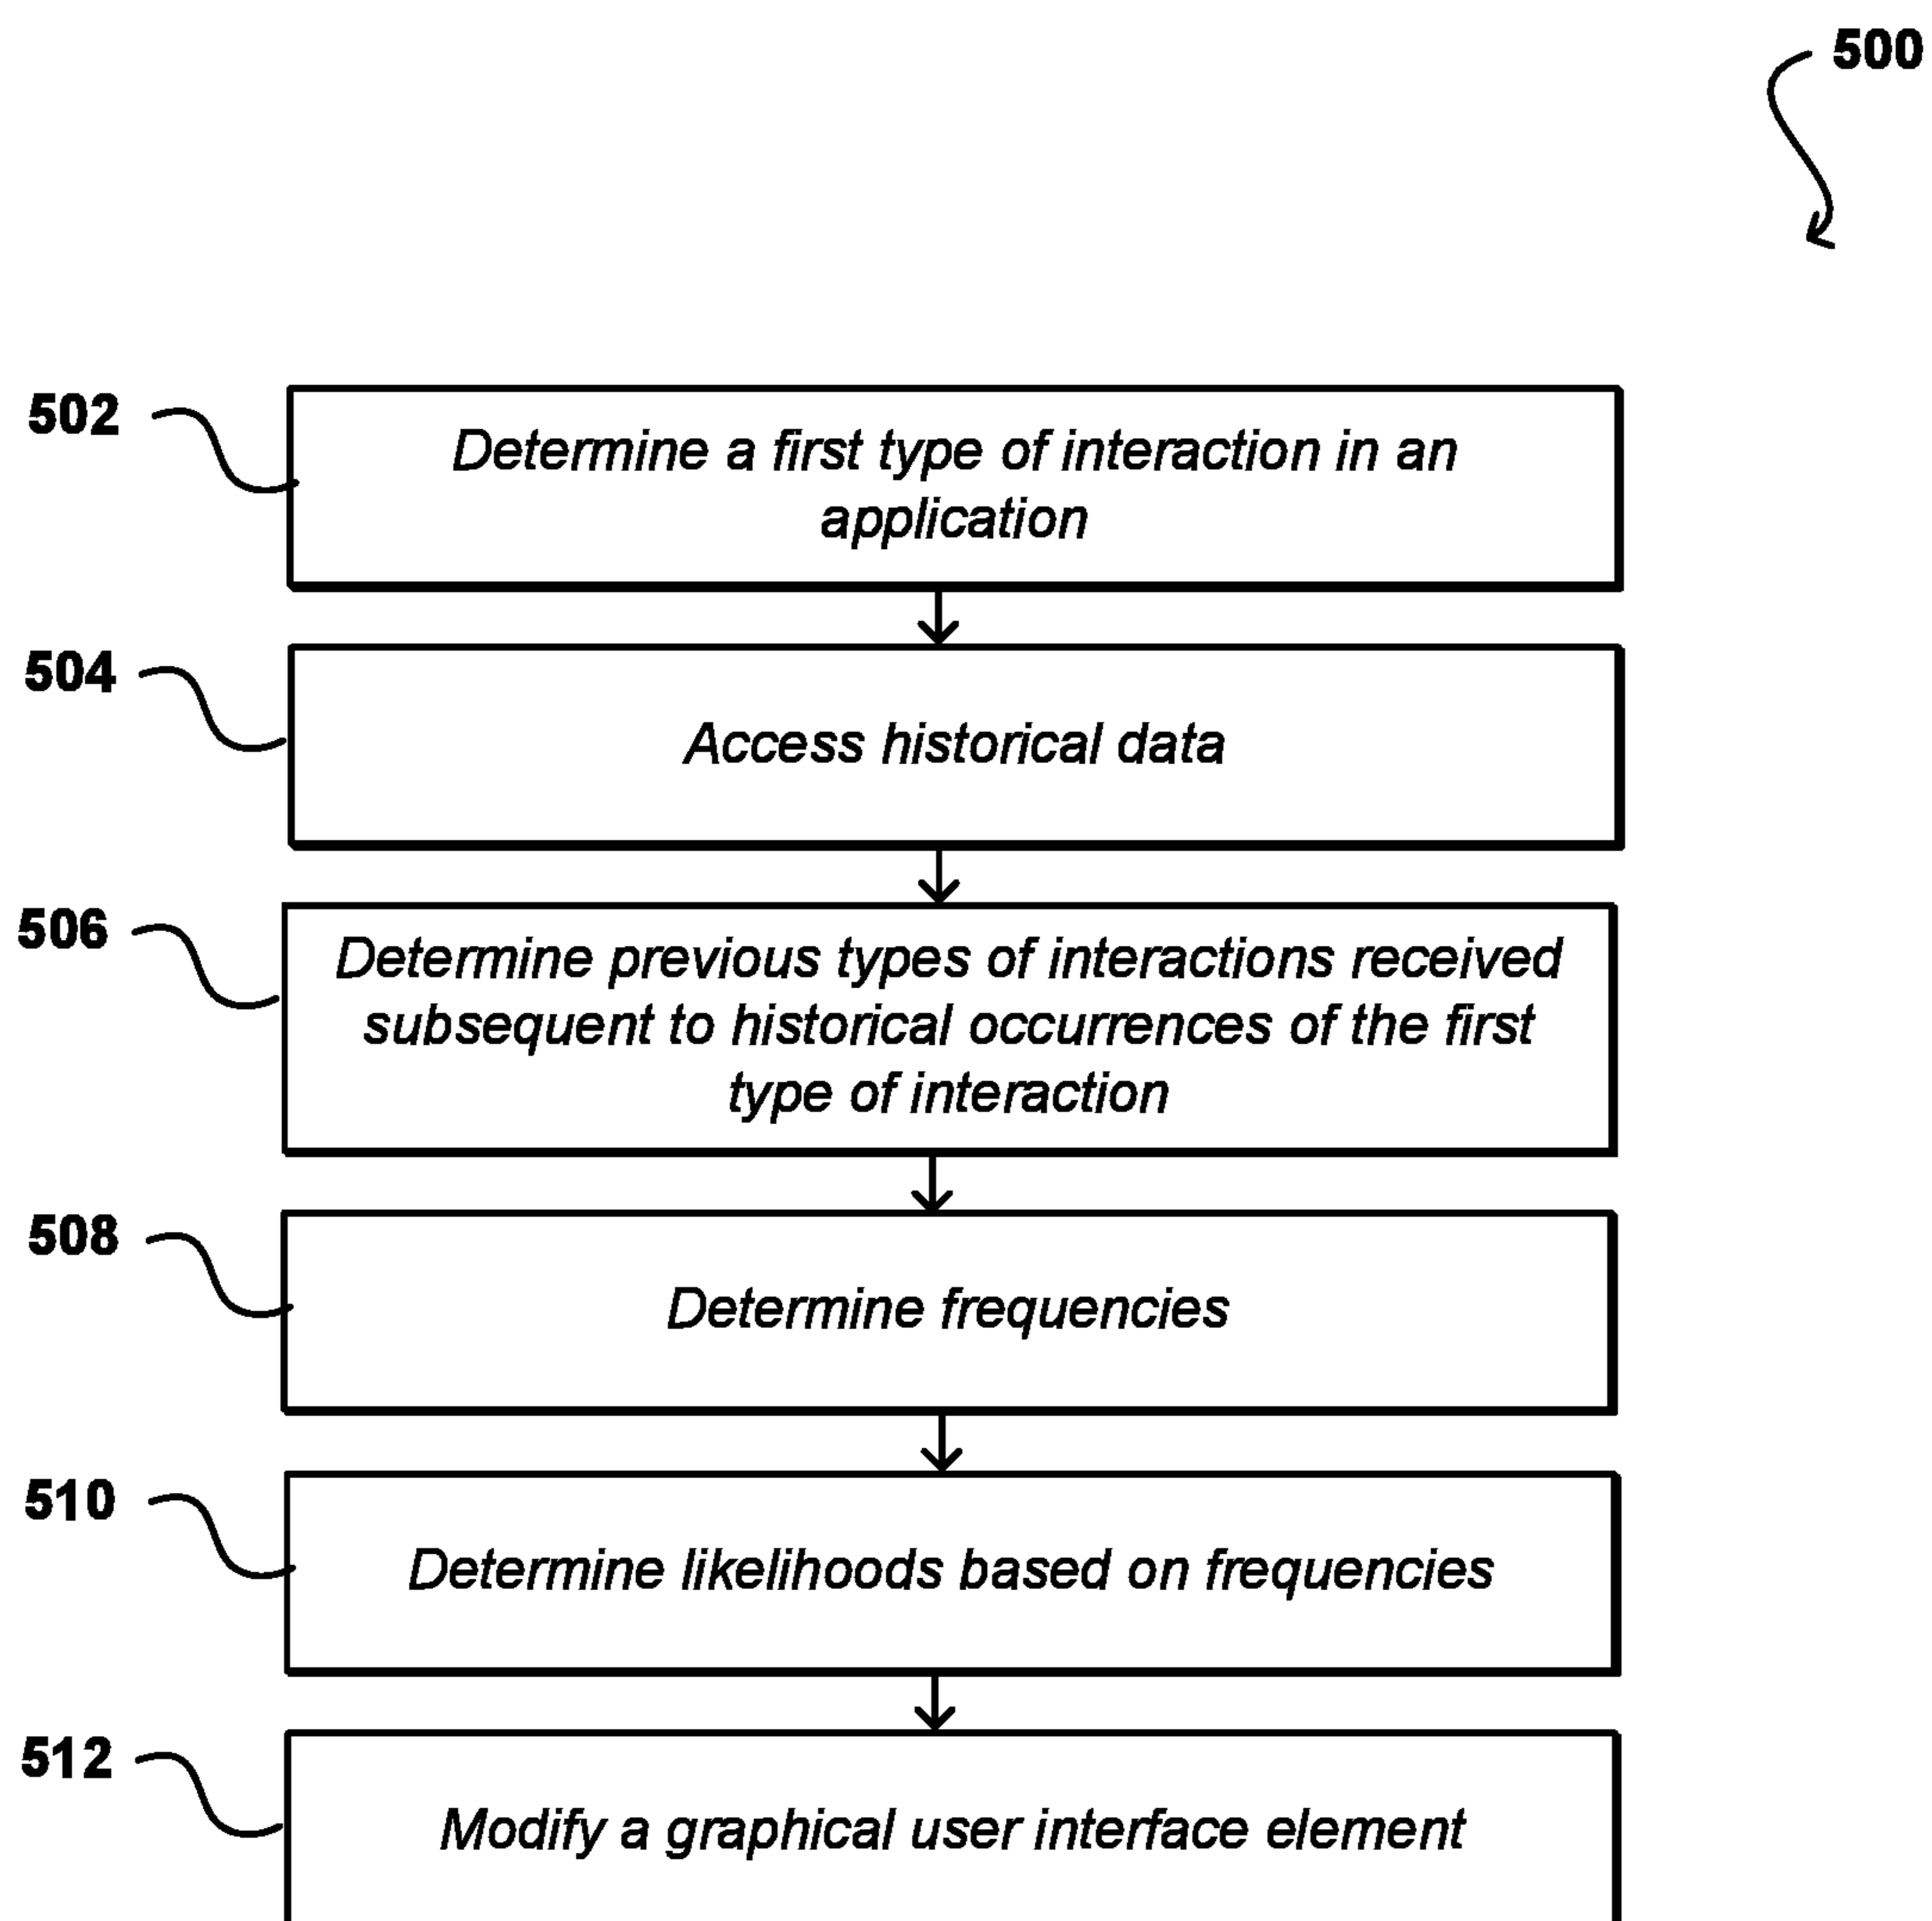 500
502
Determine a first type of interaction in an
application
504
Access historical data
506
Determine previous types of interactions received
subsequent to historical occurrences of the first
type of interaction
508
Determine frequencies
510
Determine likelihoods based on frequencies
512
Modify a graphical user interface element